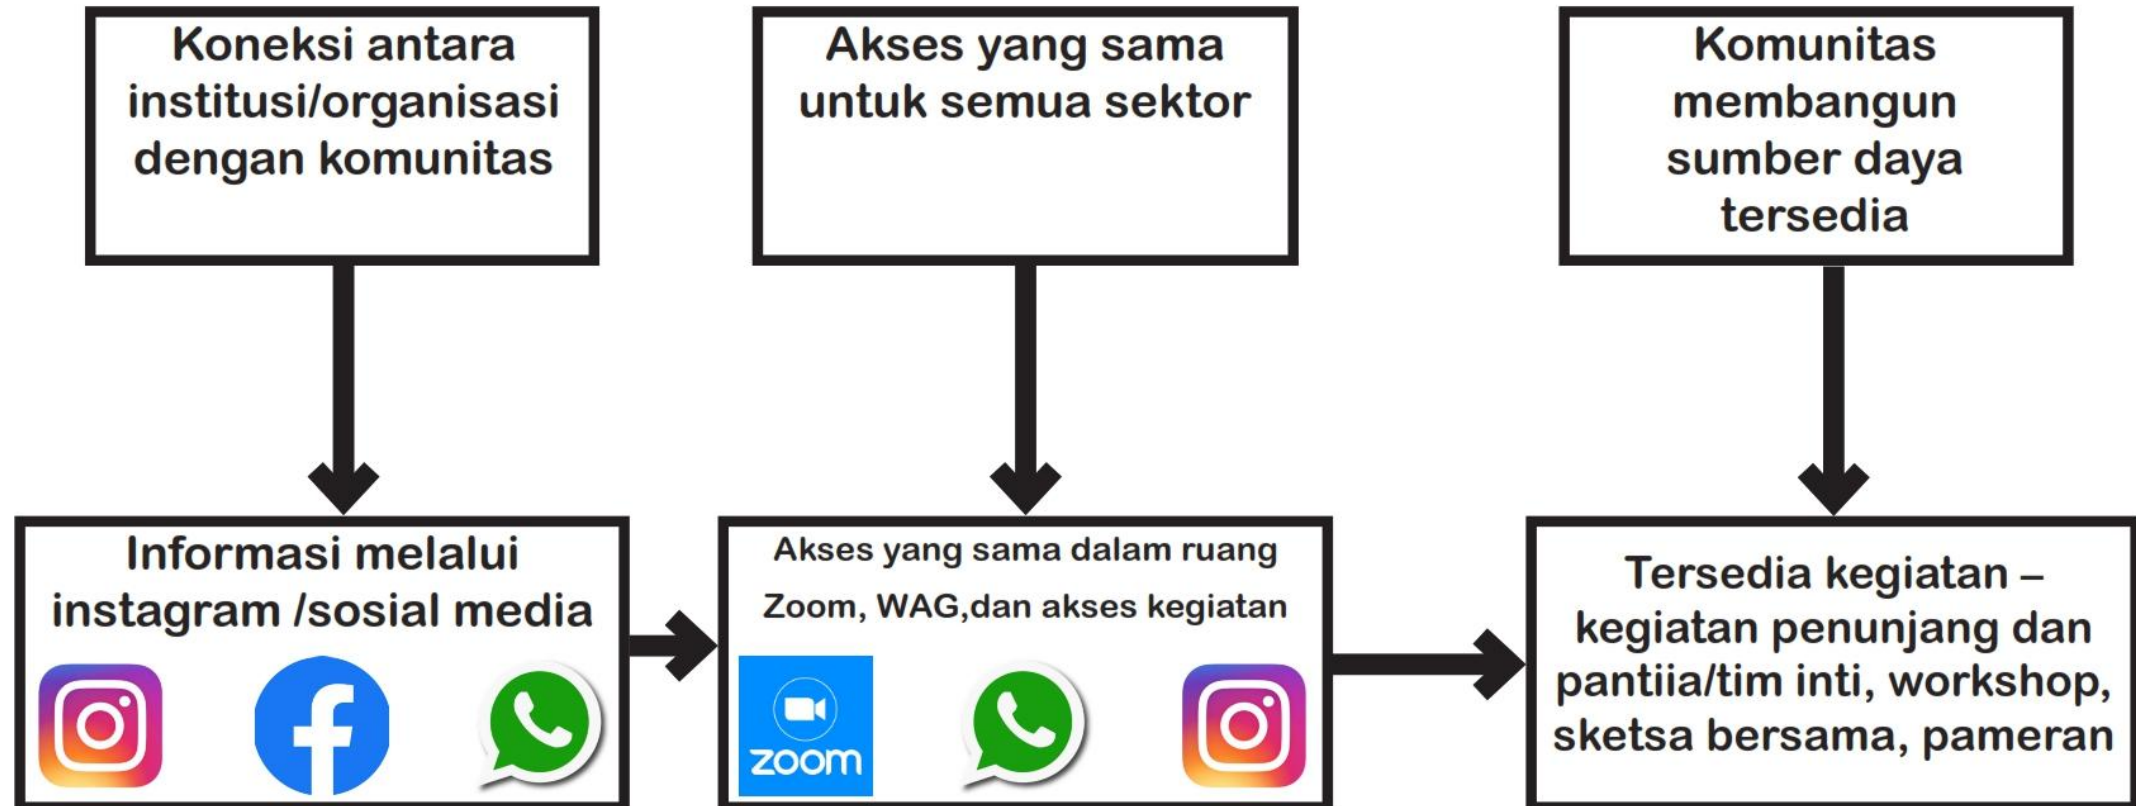 Koneksi antara
institusi/organisasi
dengan komunitas
Akses yang sama
untuk semua sektor
Komunitas
membangun
sumber daya
tersedia
Informasi melalui
instagram /sosial media
Akses yang sama dalam ruang
Zoom, WAG,dan akses kegiatan
zoom
Tersedia kegiatan –
kegiatan penunjang dan
pantiia/tim inti, workshop,
sketsa bersama, pameran